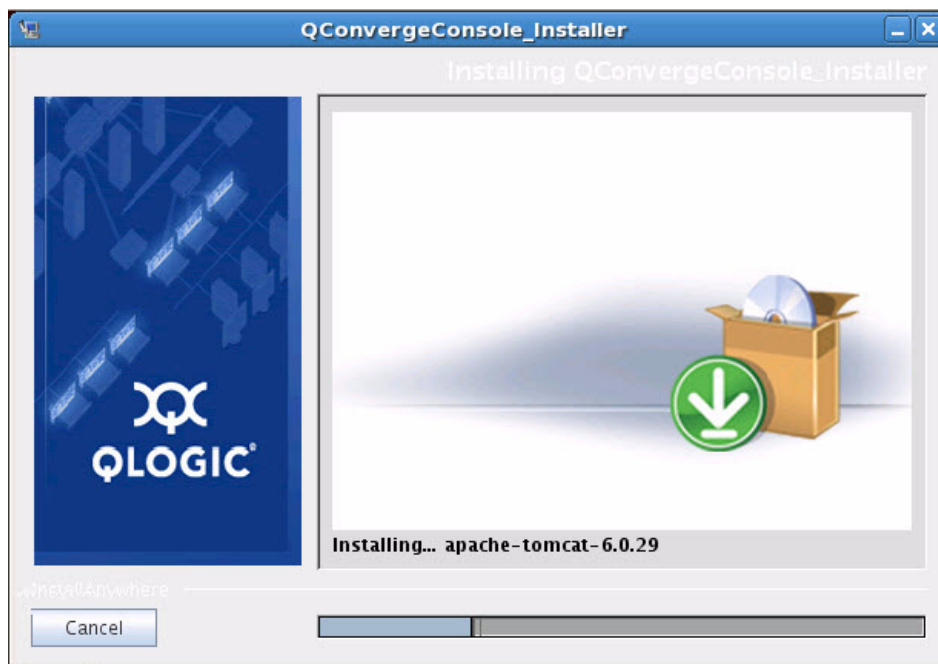 QConvergeConsole_Installer
Installing QConvergeConsole_Installer
QLOGIC®
Installing... apache-tomcat-6.0.29
InstallAnywhere
Cancel